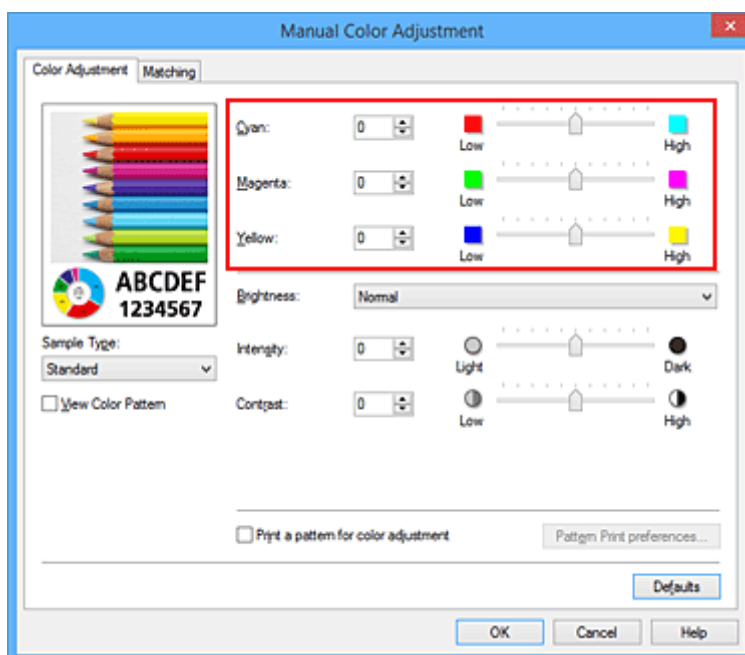 Manual Color Adjustment
Color Adjustment
Matching
Cyan:
0
Low
High
Magenta:
0
Low
High
Yellow:
0
Low
High
ABCDEF
1234567
Brightness:
Normal
Sample Type:
Standard
Intensity:
0
Light
Dark
View Color Pattern
Contrast:
0
Low
High
Print a pattern for color adjustment
Pattern Print preferences...
Defaults
OK
Cancel
Help